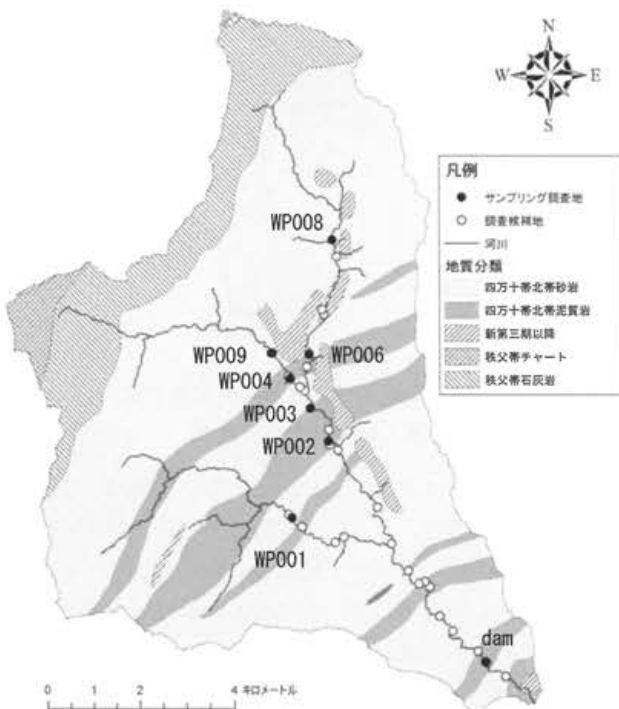 N
W E
S
凡例
サンプリング調査地
調査候補地
河川
地質分類
四万十帯北帯砂岩
四万十帯北帯泥質岩
新第三期以降
秩父帯チャート
秩父帯石灰岩
WP008
WP009
WP006
WP004
WP003
WP002
WP001
dam
0 1 2 4 キロメートル